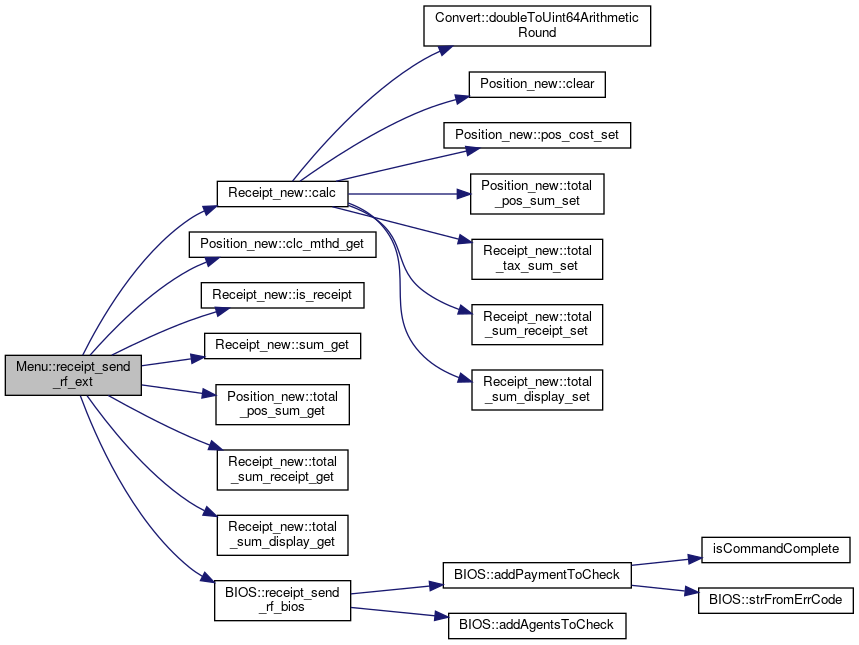 Menu::receipt_send
_rf_ext
Receipt_new::calc
Convert::doubleToUint64Arithmetic
Round
Position_new::clear
Position_new::pos_cost_set
Position_new::total
_pos_sum_set
Receipt_new::total
_tax_sum_set
Receipt_new::total
_sum_receipt_set
Receipt_new::total
_sum_display_set
Position_new::clc_mthd_get
Receipt_new::is_receipt
Receipt_new::sum_get
Position_new::total
_pos_sum_get
Receipt_new::total
_sum_receipt_get
Receipt_new::total
_sum_display_get
BIOS::receipt_send
_rf_bios
BIOS::addPaymentToCheck
isCommandComplete
BIOS::strFromErrCode
BIOS::addAgentsToCheck